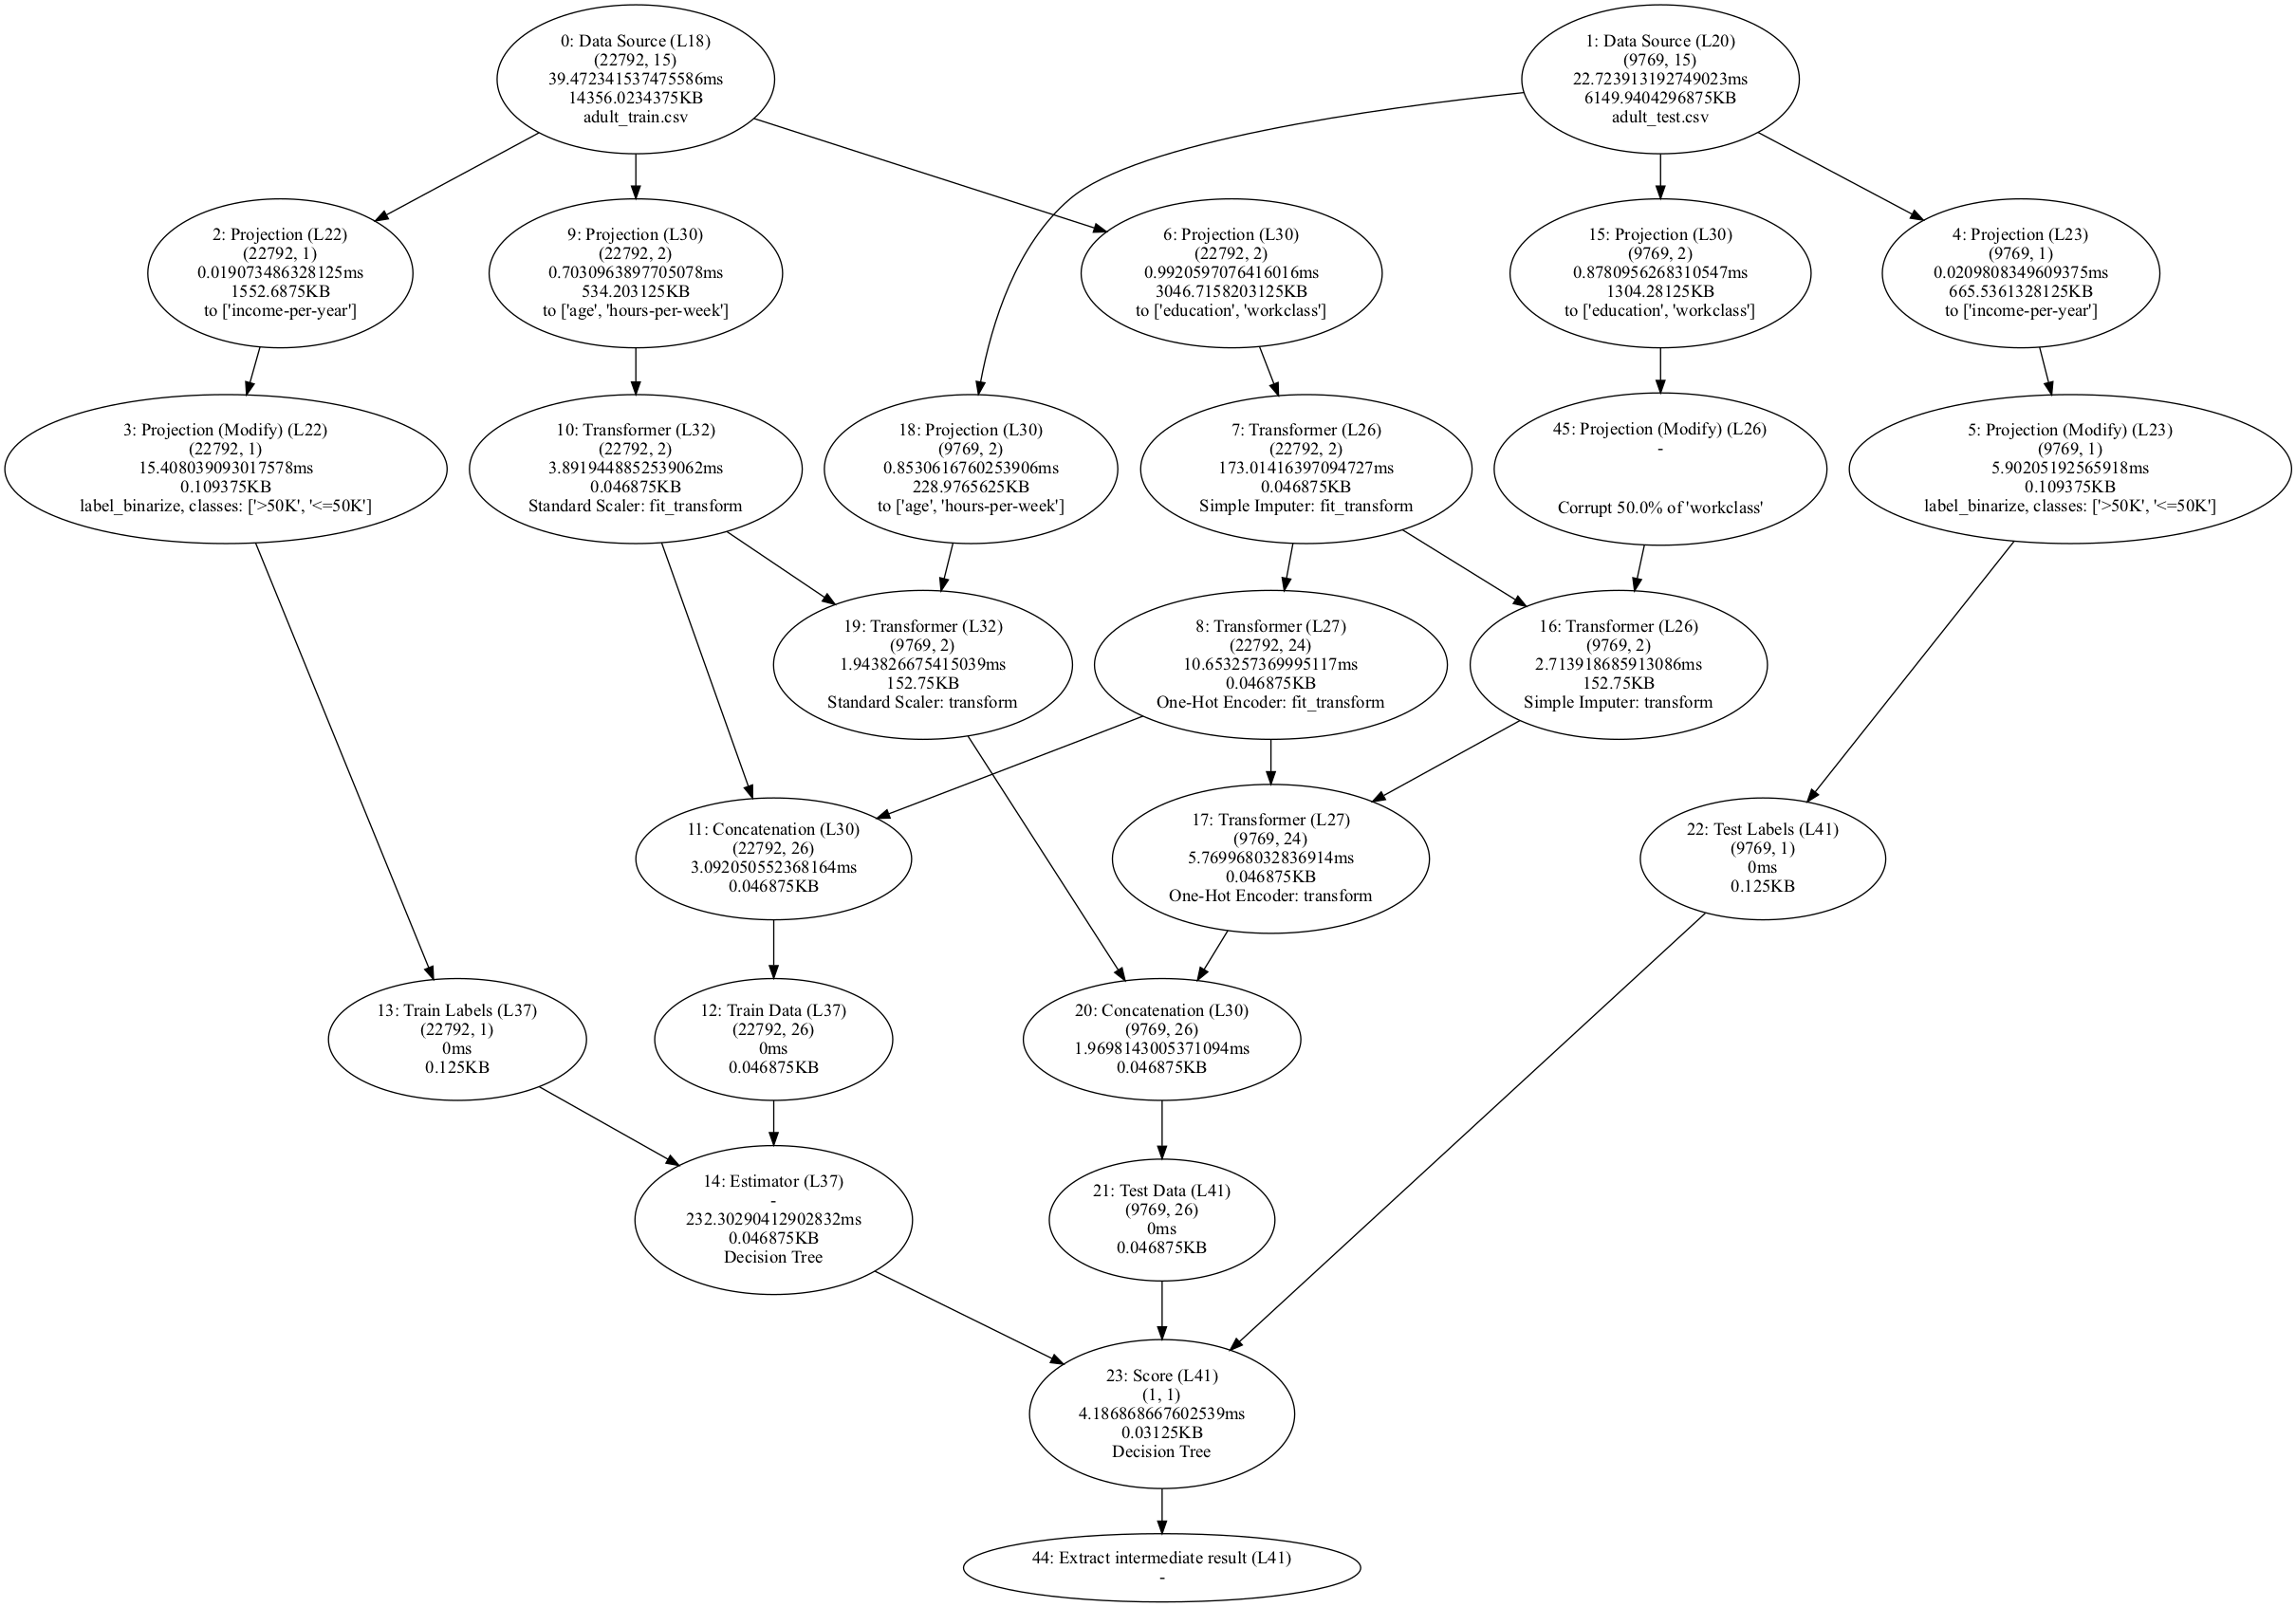 0: Data Source (L18)
(22792, 15)
39.472341537475586ms
14356.0234375KB
adult_train.csv
1: Data Source (L20)
(9769, 15)
22.723913192749023ms
6149.9404296875KB
adult_test.csv
2: Projection (L22)
(22792, 1)
0.019073486328125ms
1552.6875KB
to ['income-per-year']
9: Projection (L30)
(22792, 2)
0.7030963897705078ms
534.203125KB
to ['age', 'hours-per-week']
6: Projection (L30)
(22792, 2)
0.9920597076416016ms
3046.7158203125KB
to ['education', 'workclass']
15: Projection (L30)
(9769, 2)
0.8780956268310547ms
1304.28125KB
to ['education', 'workclass']
4: Projection (L23)
(9769, 1)
0.0209808349609375ms
665.5361328125KB
to ['income-per-year']
3: Projection (Modify) (L22)
(22792, 1)
15.408039093017578ms
0.109375KB
label_binarize, classes: ['>50K', '<=50K']
10: Transformer (L32)
(22792, 2)
3.8919448852539062ms
0.046875KB
Standard Scaler: fit_transform
18: Projection (L30)
(9769, 2)
0.8530616760253906ms
228.9765625KB
to ['age', 'hours-per-week']
7: Transformer (L26)
(22792, 2)
173.01416397094727ms
0.046875KB
Simple Imputer: fit_transform
45: Projection (Modify) (L26)
-
Corrupt 50.0% of 'workclass'
5: Projection (Modify) (L23)
(9769, 1)
5.90205192565918ms
0.109375KB
label_binarize, classes: ['>50K', '<=50K']
19: Transformer (L32)
(9769, 2)
1.943826675415039ms
152.75KB
Standard Scaler: transform
8: Transformer (L27)
(22792, 24)
10.653257369995117ms
0.046875KB
One-Hot Encoder: fit_transform
16: Transformer (L26)
(9769, 2)
2.713918685913086ms
152.75KB
Simple Imputer: transform
11: Concatenation (L30)
(22792, 26)
3.092050552368164ms
0.046875KB
17: Transformer (L27)
(9769, 24)
5.769968032836914ms
0.046875KB
One-Hot Encoder: transform
22: Test Labels (L41)
(9769, 1)
0ms
0.125KB
13: Train Labels (L37)
(22792, 1)
0ms
0.125KB
12: Train Data (L37)
(22792, 26)
0ms
0.046875KB
20: Concatenation (L30)
(9769, 26)
1.9698143005371094ms
0.046875KB
14: Estimator (L37)
-
232.30290412902832ms
0.046875KB
Decision Tree
21: Test Data (L41)
(9769, 26)
0ms
0.046875KB
23: Score (L41)
(1, 1)
4.186868667602539ms
0.03125KB
Decision Tree
44: Extract intermediate result (L41)
-